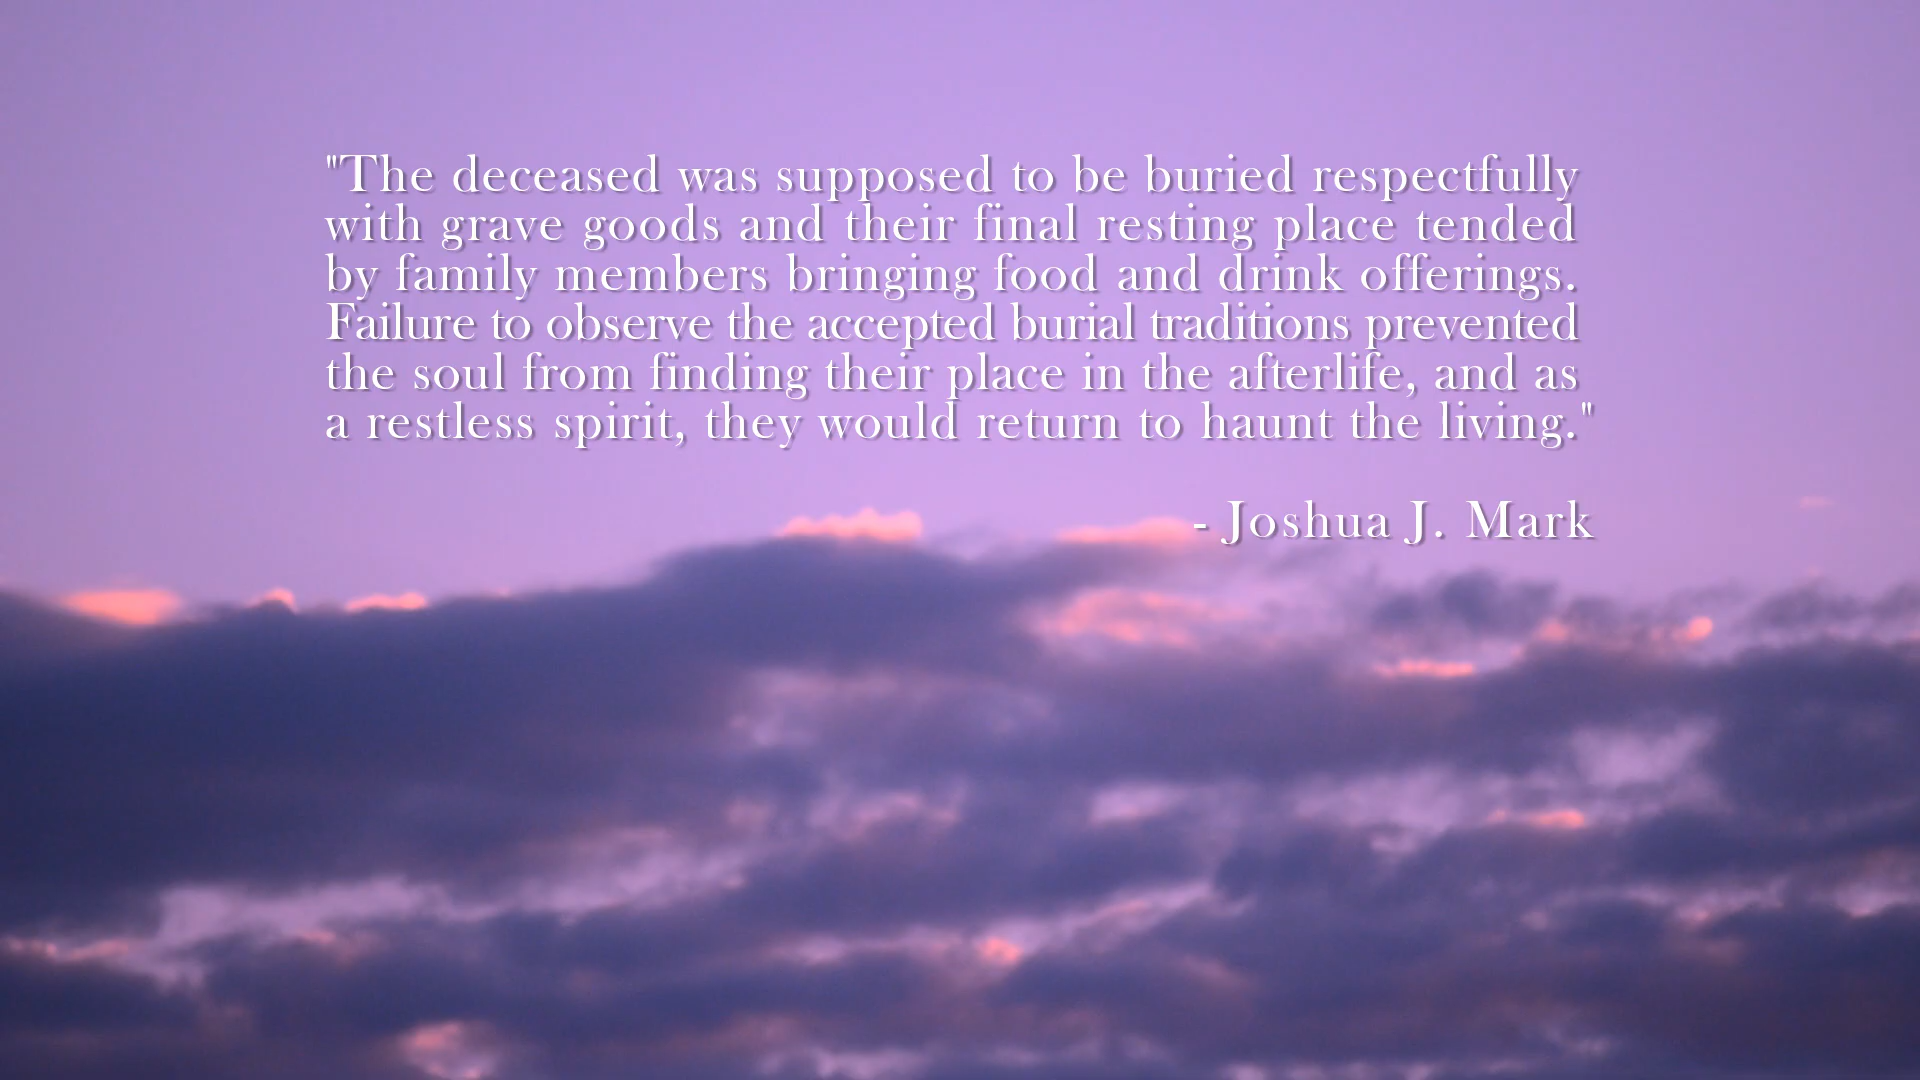 "The deceased was supposed to be buried respectfully
with grave goods and their final resting place tended
by family members bringing food and drink offerings.
Failure to observe the accepted burial traditions prevented
the soul from finding their place in the afterlife, and as
a restless spirit, they would return to haunt the living."
- Joshua J. Mark